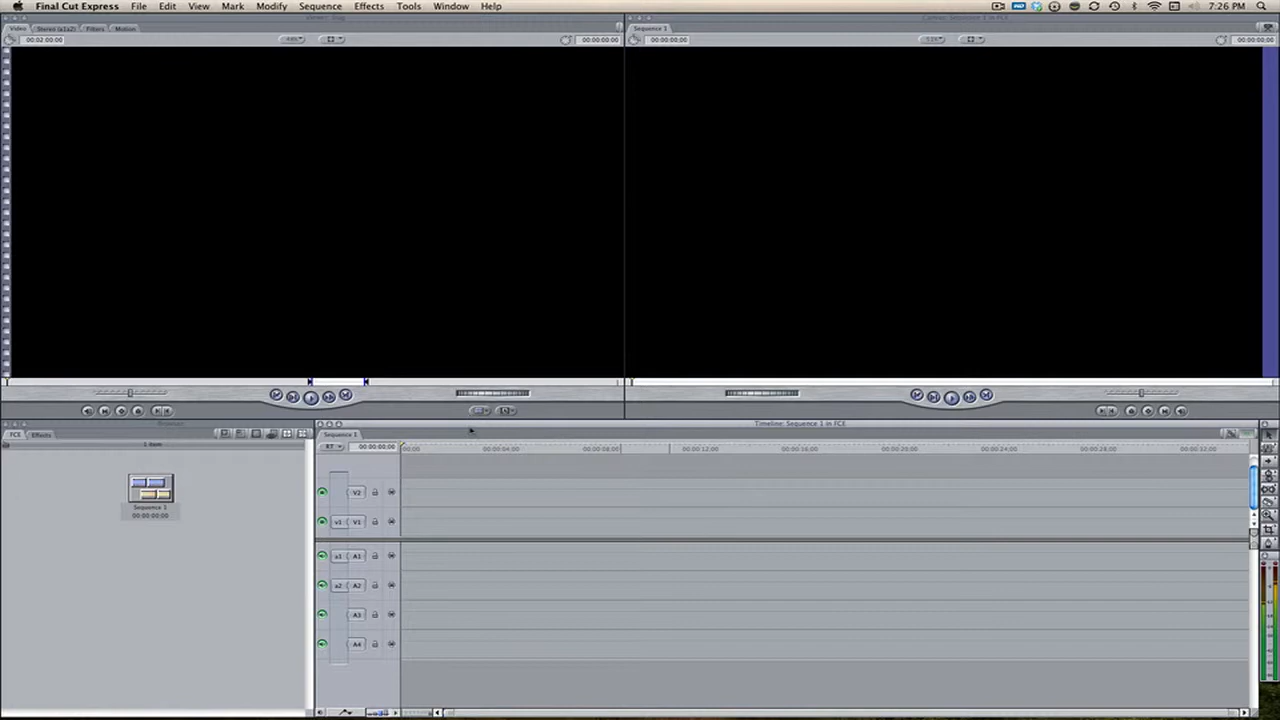 Final Cut Express File Edit View Mark Modify Sequence Effects Tools Window Help 7:26 PM
Viewer: Slug Canvas: Sequence 1 in FCE
Video Stereo (a1a2) Filters Motion Sequence 1
00:02:00:00 00:00:00:00 00:00:00:00 00:00:00:00
Browser Timeline: Sequence 1 in FCE
FCE Effects Sequence 1
1 item RT 00:00:00:00 00:00 00:00:04:00 00:00:08:00 00:00:12:00 00:00:16:00 00:00:20:00 00:00:24:00 00:00:28:00 00:00:32:00
Sequence 1
00:00:00:00
V2
v1 V1
a1 A1
a2 A2
A3
A4